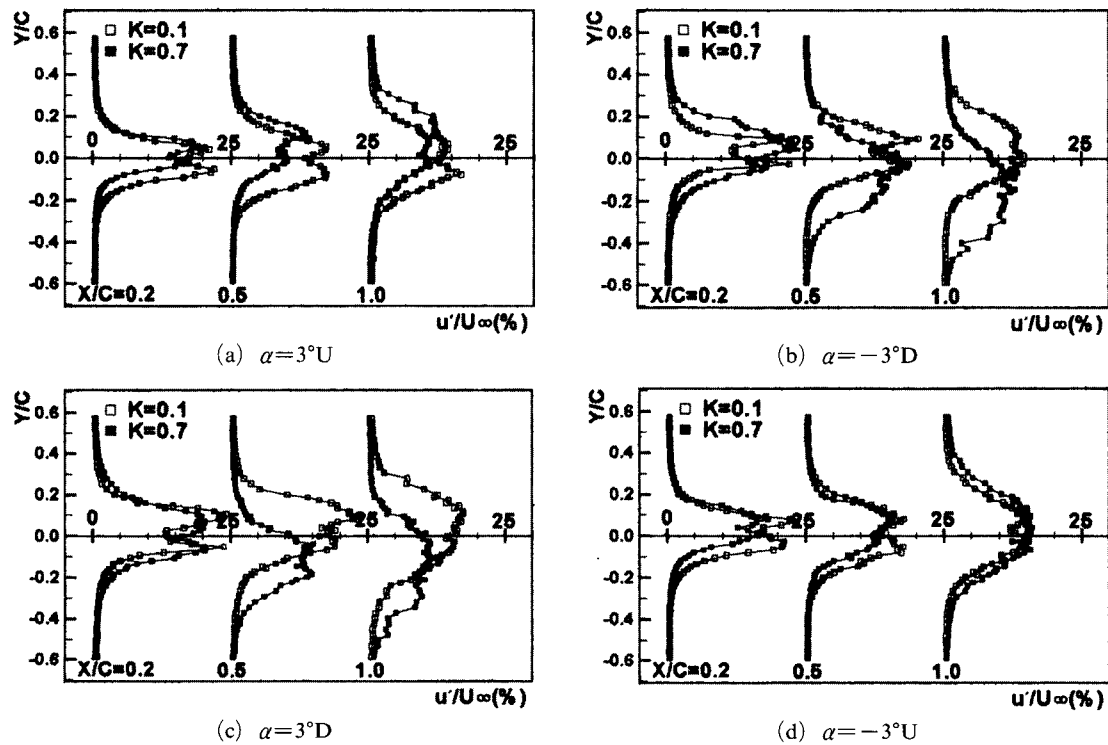 Y/C
0.6
0.4
0.2
0.0
-0.2
-0.4
-0.6
□ K=0.1
■ K=0.7
0
25
25
25
X/C=0.2
0.5
1.0
u'/U∞(%)
(a) α=3°U
Y/C
0.6
0.4
0.2
0.0
-0.2
-0.4
-0.6
□ K=0.1
■ K=0.7
0
25
25
25
X/C=0.2
0.5
1.0
u'/U∞(%)
(b) α=−3°D
Y/C
0.6
0.4
0.2
0.0
-0.2
-0.4
-0.6
□ K=0.1
■ K=0.7
0
25
25
25
X/C=0.2
0.5
1.0
u'/U∞(%)
(c) α=3°D
Y/C
0.6
0.4
0.2
0.0
-0.2
-0.4
-0.6
□ K=0.1
■ K=0.7
0
25
25
25
X/C=0.2
0.5
1.0
u'/U∞(%)
(d) α=−3°U